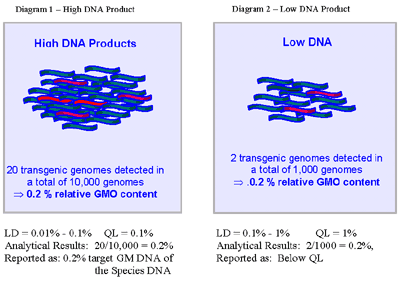 Diagram 1 – High DNA Product
High DNA Products
20 transgenic genomes detected in
a total of 10,000 genomes
⇒ 0.2 % relative GMO content
LD = 0.01% - 0.1% QL = 0.1%
Analytical Results: 20/10,000 = 0.2%
Reported as: 0.2% target GM DNA of
the Species DNA
Diagram 2 – Low DNA Product
Low DNA
2 transgenic genomes detected in
a total of 1,000 genomes
⇒ .0.2 % relative GMO content
LD = 0.1% - 1% QL = 1%
Analytical Results: 2/1000 = 0.2%,
Reported as: Below QL